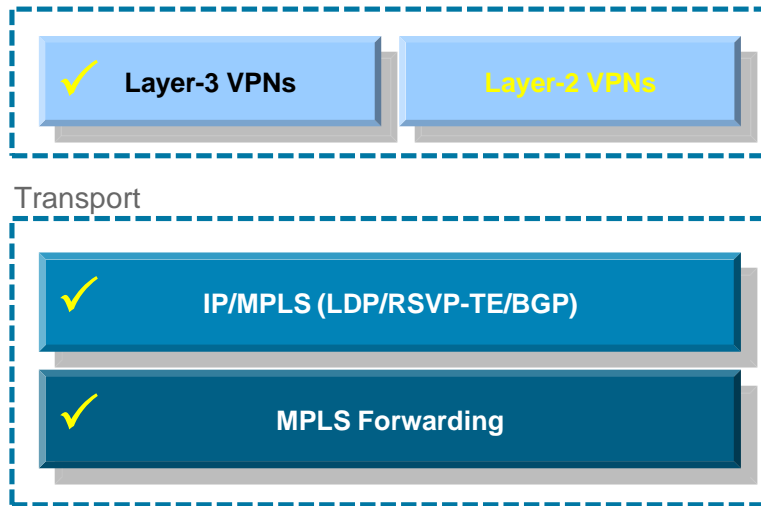 Layer-3 VPNs
Layer-2 VPNs
Transport
IP/MPLS (LDP/RSVP-TE/BGP)
MPLS Forwarding